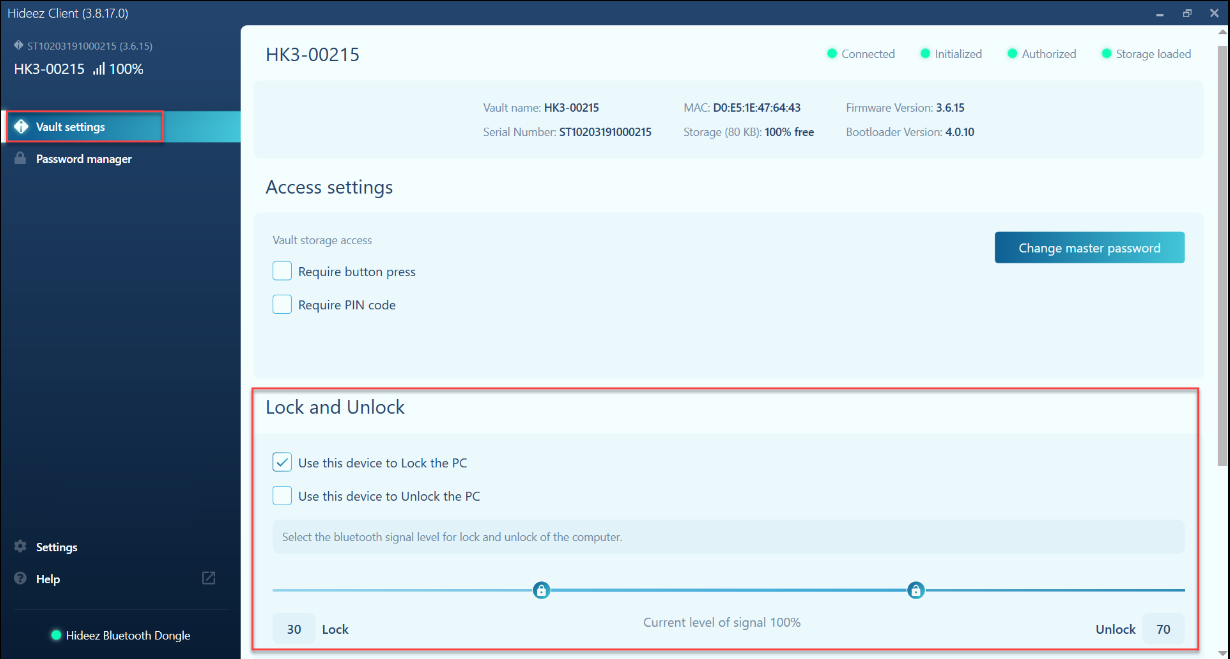 Hideez Client (3.8.17.0)
ST10203191000215 (3.6.15)
HK3-00215 100%
Vault settings
Password manager
Settings
Help
Hideez Bluetooth Dongle
HK3-00215
Connected Initialized Authorized Storage loaded
Vault name: HK3-00215 MAC: D0:E5:1E:47:64:43 Firmware Version: 3.6.15
Serial Number: ST10203191000215 Storage (80 KB): 100% free Bootloader Version: 4.0.10
Access settings
Vault storage access
Change master password
Require button press
Require PIN code
Lock and Unlock
Use this device to Lock the PC
Use this device to Unlock the PC
Select the bluetooth signal level for lock and unlock of the computer.
30 Lock Current level of signal 100% Unlock 70